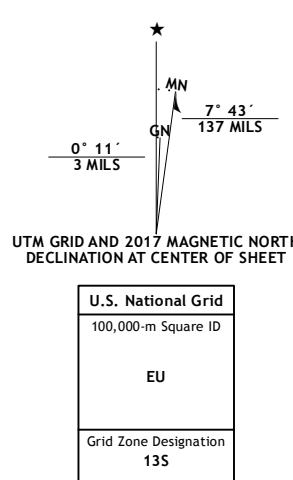 ★
MN
7° 43´
137 MILS
GN
0° 11´
3 MILS
UTM GRID AND 2017 MAGNETIC NORTH
DECLINATION AT CENTER OF SHEET
U.S. National Grid
100,000-m Square ID
EU
Grid Zone Designation
13S